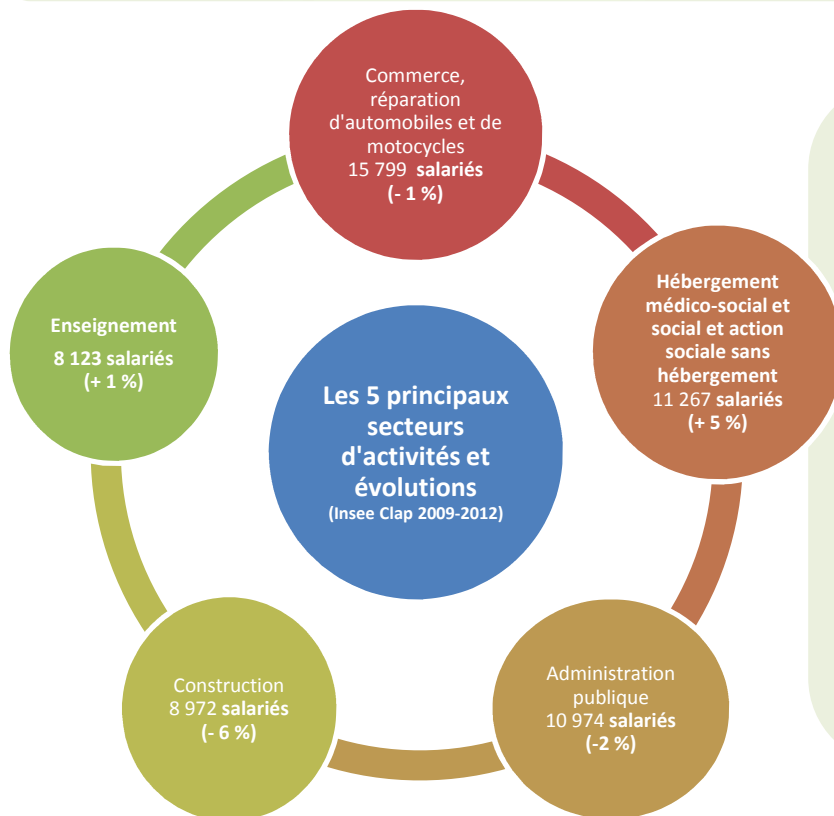 Commerce,
réparation
d'automobiles et de
motocycles
15 799 salariés
(- 1 %)
Hébergement
médico-social et
social et action
sociale sans
hébergement
11 267 salariés
(+ 5 %)
Administration
publique
10 974 salariés
(-2 %)
Construction
8 972 salariés
(- 6 %)
Enseignement
8 123 salariés
(+ 1 %)
Les 5 principaux
secteurs
d'activités et
évolutions
(Insee Clap 2009-2012)